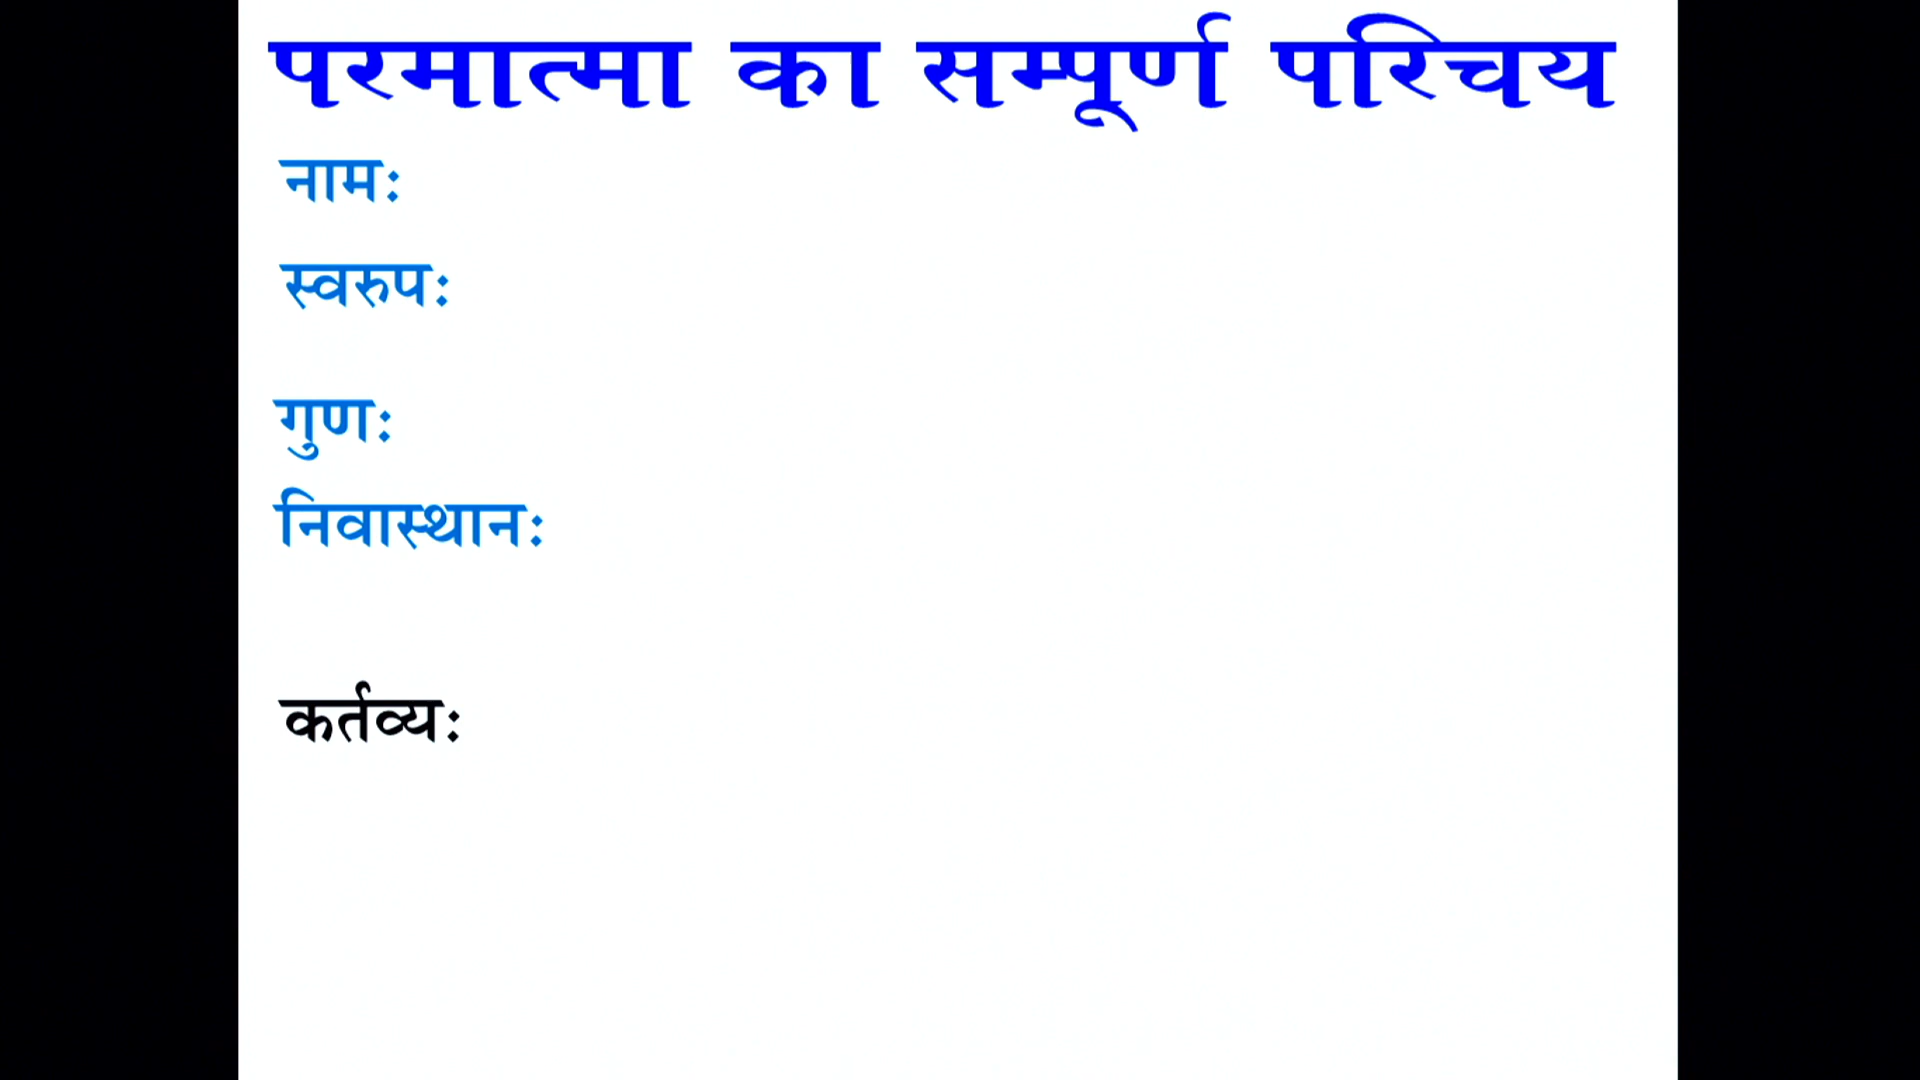 परमात्मा का सम्पूर्ण परिचय
नामः
स्वरुपः
गुणः
निवास्थानः
कर्तव्यः